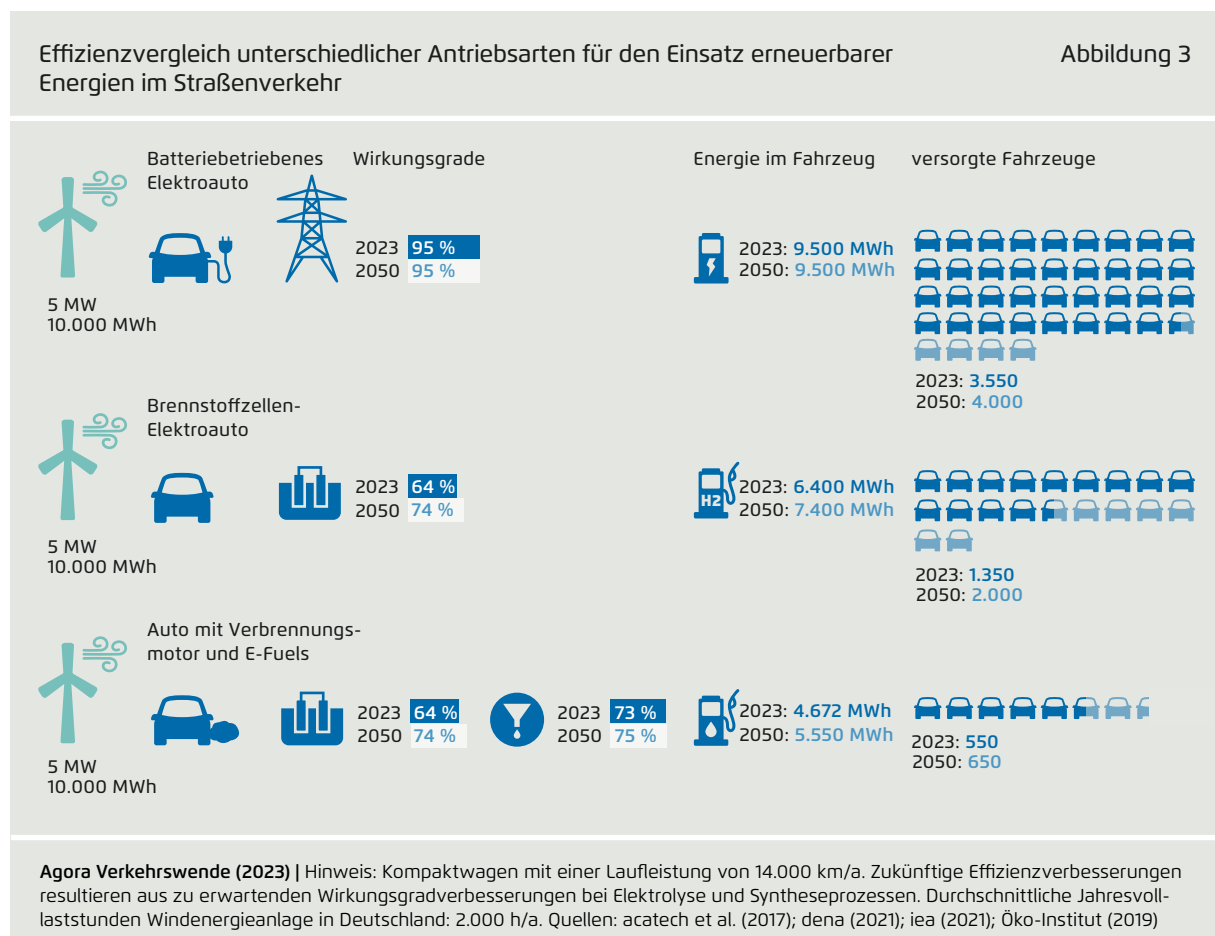 Effizienzvergleich unterschiedlicher Antriebsarten für den Einsatz erneuerbarer
Energien im Straßenverkehr
Abbildung 3
Batteriebetriebenes
Elektroauto
Wirkungsgrade
Energie im Fahrzeug
versorgte Fahrzeuge
2023 95 %
2050 95 %
2023: 9.500 MWh
2050: 9.500 MWh
5 MW
10.000 MWh
2023: 3.550
2050: 4.000
Brennstoffzellen-
Elektroauto
2023 64 %
2050 74 %
H2
2023: 6.400 MWh
2050: 7.400 MWh
5 MW
10.000 MWh
2023: 1.350
2050: 2.000
Auto mit Verbrennungs-
motor und E-Fuels
2023 64 %
2050 74 %
2023 73 %
2050 75 %
2023: 4.672 MWh
2050: 5.550 MWh
2023: 550
2050: 650
5 MW
10.000 MWh
Agora Verkehrswende (2023) | Hinweis: Kompaktwagen mit einer Laufleistung von 14.000 km/a. Zukünftige Effizienzverbesserungen
resultieren aus zu erwartenden Wirkungsgradverbesserungen bei Elektrolyse und Syntheseprozessen. Durchschnittliche Jahresvoll-
laststunden Windenergieanlage in Deutschland: 2.000 h/a. Quellen: acatech et al. (2017); dena (2021); iea (2021); Öko-Institut (2019)